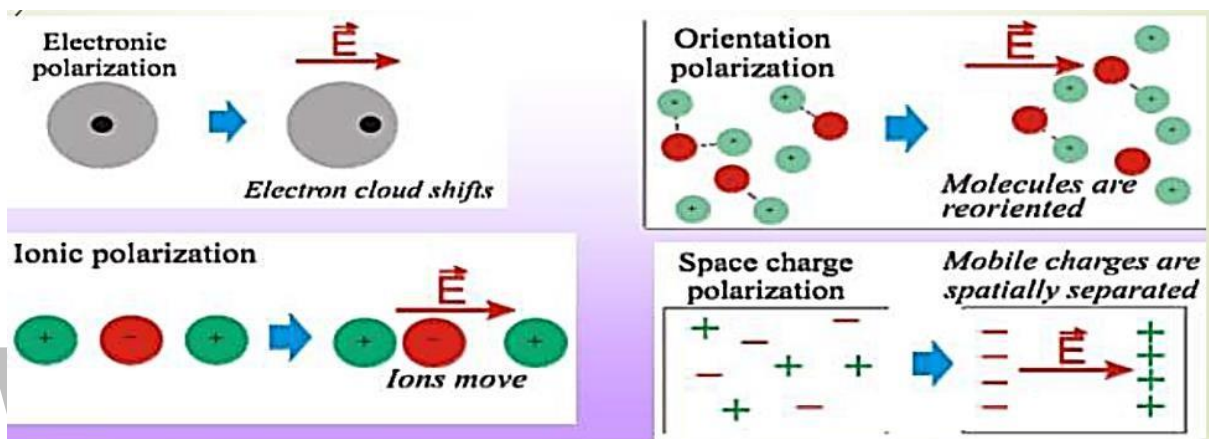 Electronic
polarization
E
Electron cloud shifts
Orientation
polarization
E
+
+
+
+
+
+
+
+
+
+
+
+
Molecules are
reoriented
Ionic polarization
+ - +
E
+ - +
Ions move
Space charge
polarization
+ - -
- + +
+ -
Mobile charges are
spatially separated
- +
- E +
- +
- +